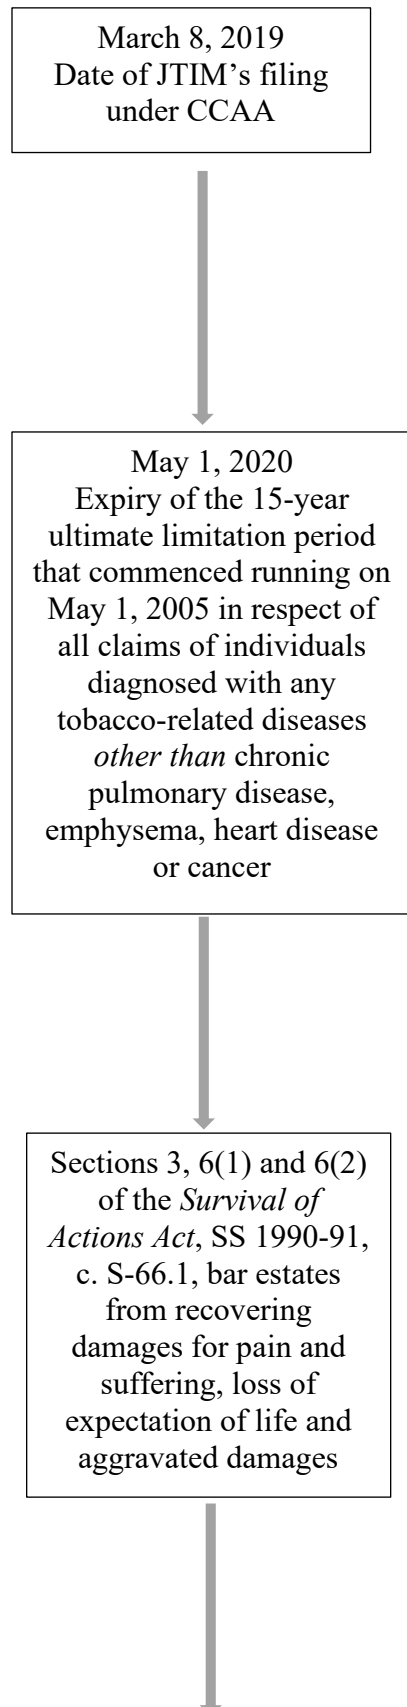 March 8, 2019
Date of JTIM’s filing
under CCAA
May 1, 2020
Expiry of the 15-year
ultimate limitation period
that commenced running on
May 1, 2005 in respect of
all claims of individuals
diagnosed with any
tobacco-related diseases
other than chronic
pulmonary disease,
emphysema, heart disease
or cancer
Sections 3, 6(1) and 6(2)
of the Survival of
Actions Act, SS 1990-91,
c. S-66.1, bar estates
from recovering
damages for pain and
suffering, loss of
expectation of life and
aggravated damages